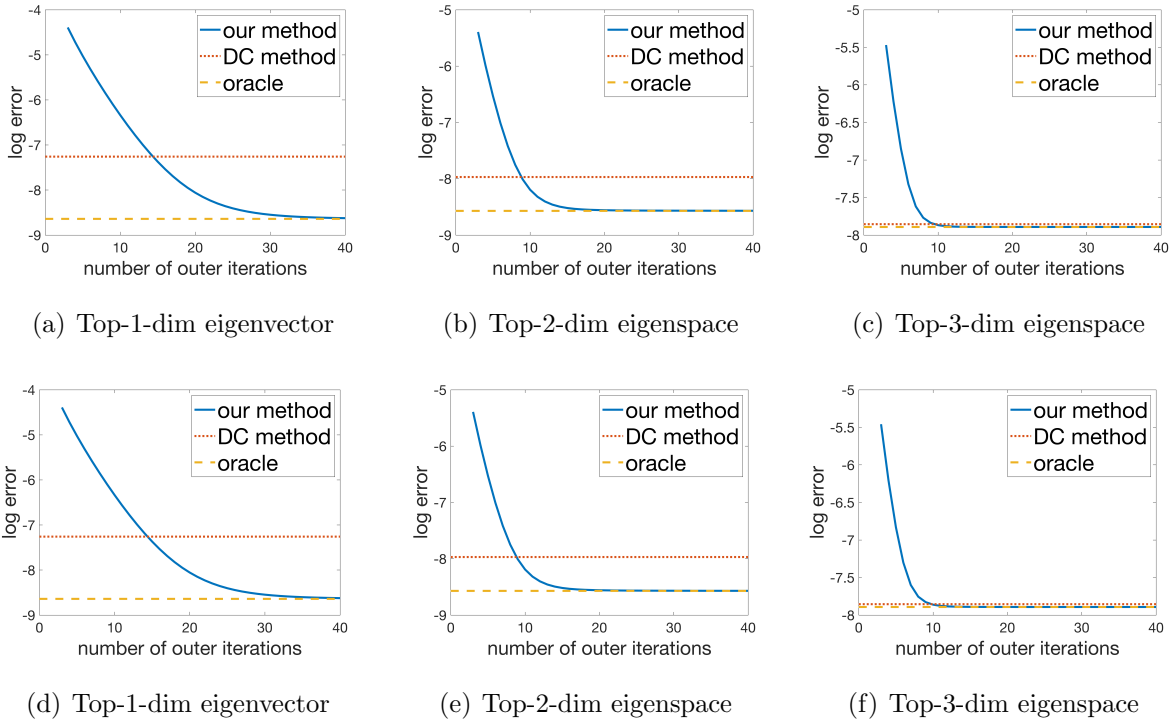 -4
-5
-6
-7
-8
-9
log error
our method
DC method
oracle
0 10 20 30 40
number of outer iterations
(a) Top-1-dim eigenvector
-5
-6
-7
-8
-9
log error
our method
DC method
oracle
0 10 20 30 40
number of outer iterations
(b) Top-2-dim eigenspace
-5
-5.5
-6
-6.5
-7
-7.5
-8
log error
our method
DC method
oracle
0 10 20 30 40
number of outer iterations
(c) Top-3-dim eigenspace
-4
-5
-6
-7
-8
-9
log error
our method
DC method
oracle
0 10 20 30 40
number of outer iterations
(d) Top-1-dim eigenvector
-5
-6
-7
-8
-9
log error
our method
DC method
oracle
0 10 20 30 40
number of outer iterations
(e) Top-2-dim eigenspace
-5
-5.5
-6
-6.5
-7
-7.5
-8
log error
our method
DC method
oracle
0 10 20 30 40
number of outer iterations
(f) Top-3-dim eigenspace